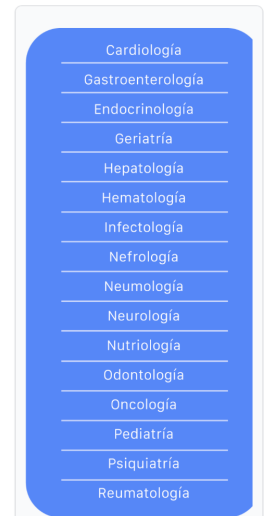 Cardiología
Gastroenterología
Endocrinología
Geriatría
Hepatología
Hematología
Infectología
Nefrología
Neumología
Neurología
Nutriología
Odontología
Oncología
Pediatría
Psiquiatría
Reumatología